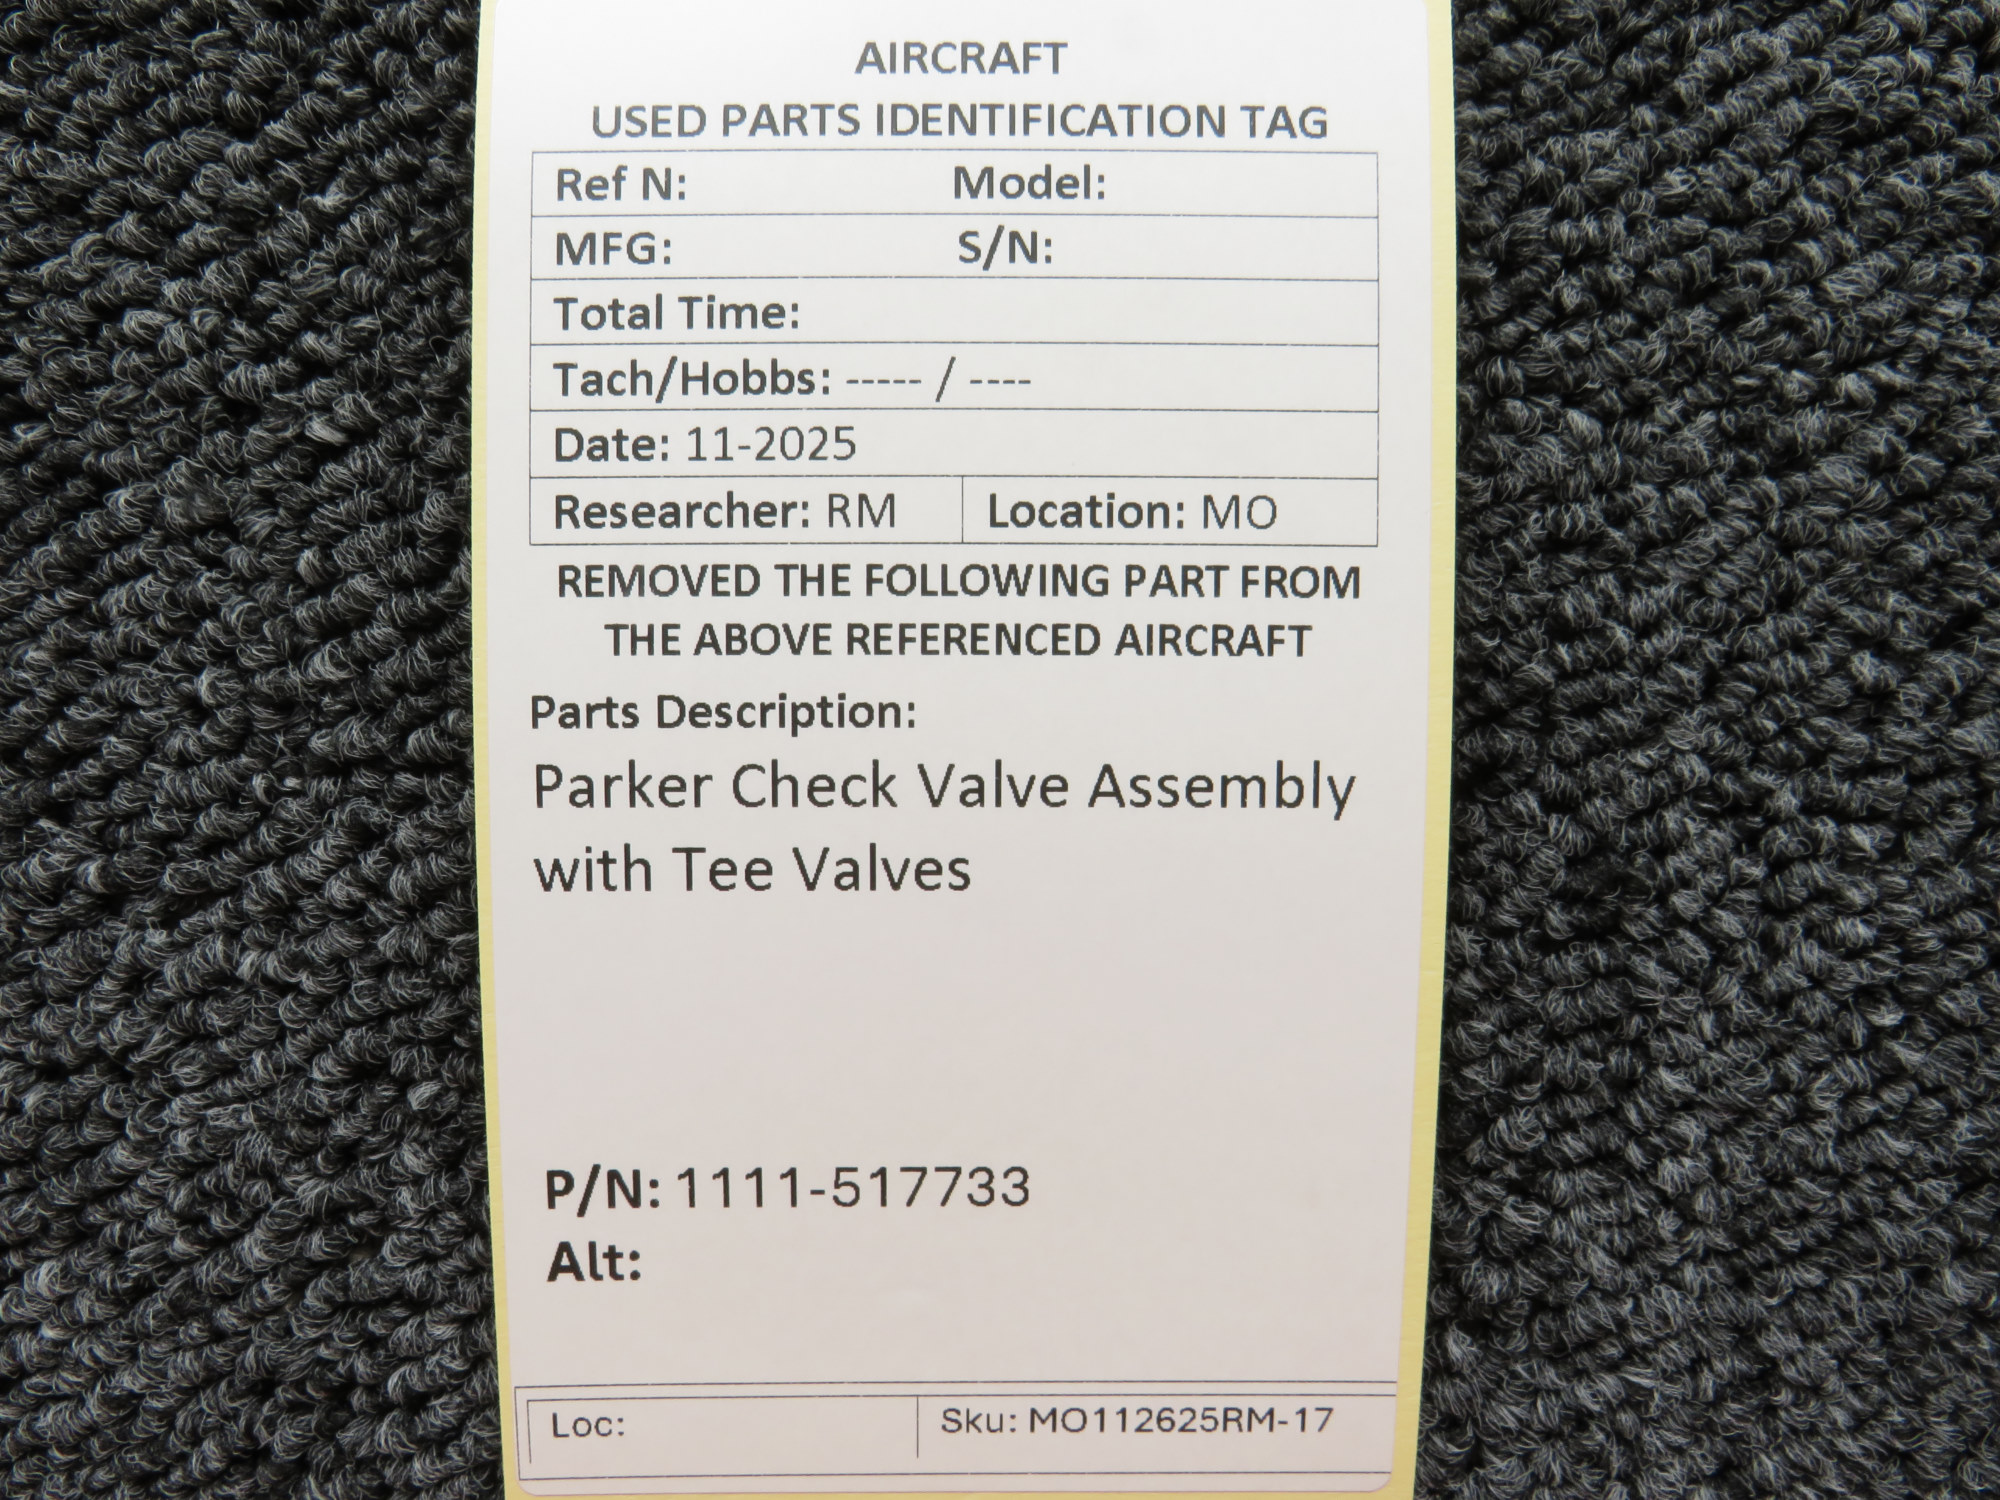 AIRCRAFT
USED PARTS IDENTIFICATION TAG
Ref N: Model:
MFG: S/N:
Total Time:
Tach/Hobbs: ----- / ----
Date: 11-2025
Researcher: RM Location: MO
REMOVED THE FOLLOWING PART FROM
THE ABOVE REFERENCED AIRCRAFT
Parts Description:
Parker Check Valve Assembly
with Tee Valves
P/N: 1111-517733
Alt:
Loc: Sku: MO112625RM-17